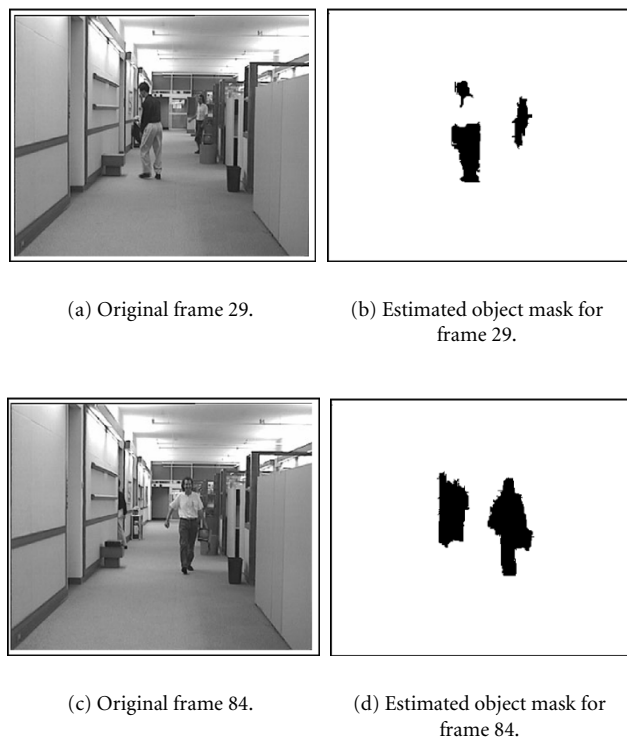 (a) Original frame 29.
(b) Estimated object mask for
frame 29.
(c) Original frame 84.
(d) Estimated object mask for
frame 84.